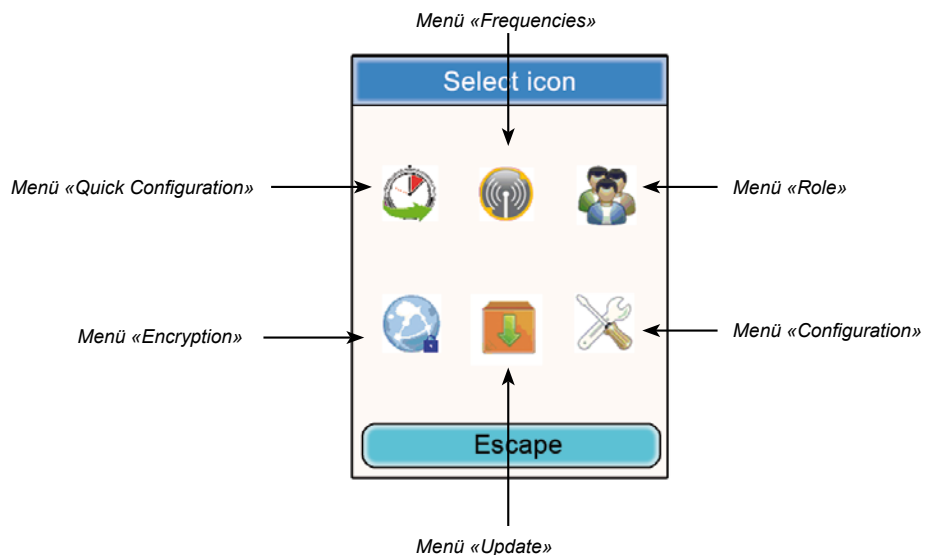 Menü «Frequencies»
Select icon
Menü «Quick Configuration»
Menü «Role»
Menü «Encryption»
Menü «Configuration»
Escape
Menü «Update»